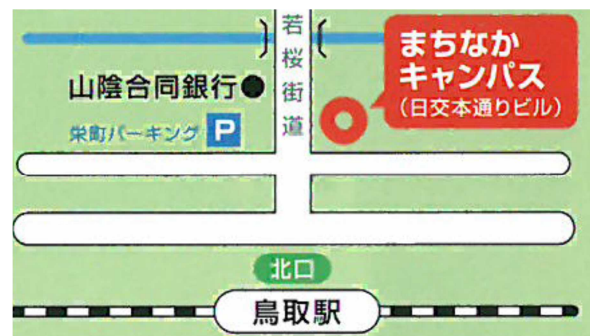 若桜街道
まちなか
キャンパス
(日交本通りビル)
山陰合同銀行
栄町パーキング P
北口
鳥取駅